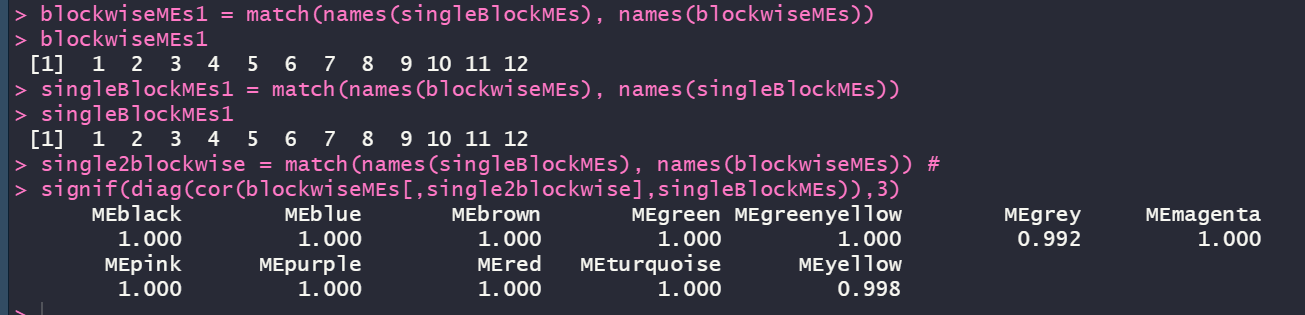 > blockwiseMEs1 = match(names(singleBlockMEs), names(blockwiseMEs))
> blockwiseMEs1
 [1]  1  2  3  4  5  6  7  8  9 10 11 12
> singleBlockMEs1 = match(names(blockwiseMEs), names(singleBlockMEs))
> singleBlockMEs1
 [1]  1  2  3  4  5  6  7  8  9 10 11 12
> single2blockwise = match(names(singleBlockMEs), names(blockwiseMEs)) #
> signif(diag(cor(blockwiseMEs[,single2blockwise],singleBlockMEs)),3)
      MEblack        MEblue       MEbrown       MEgreen MEgreenyellow        MEgrey     MEmagenta
        1.000         1.000         1.000         1.000         1.000         0.992         1.000
       MEpink      MEpurple         MEred   MEturquoise      MEyellow
        1.000         1.000         1.000         1.000         0.998
>